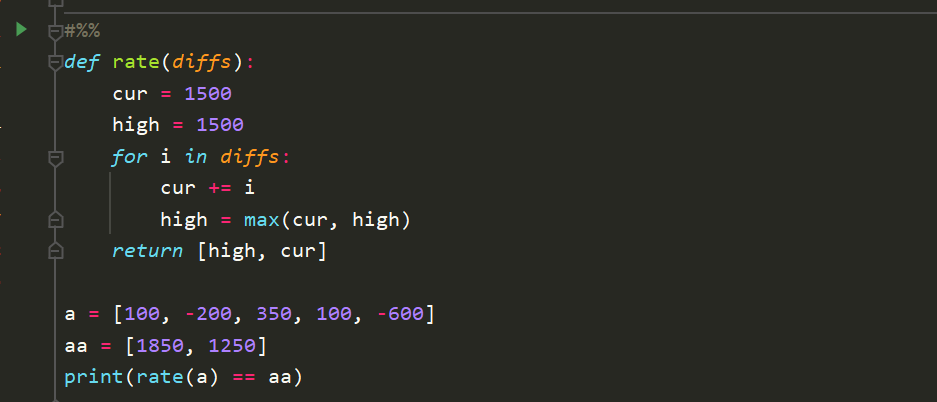 #%%
def rate(diffs):
    cur = 1500
    high = 1500
    for i in diffs:
        cur += i
        high = max(cur, high)
    return [high, cur]
a = [100, -200, 350, 100, -600]
aa = [1850, 1250]
print(rate(a) == aa)